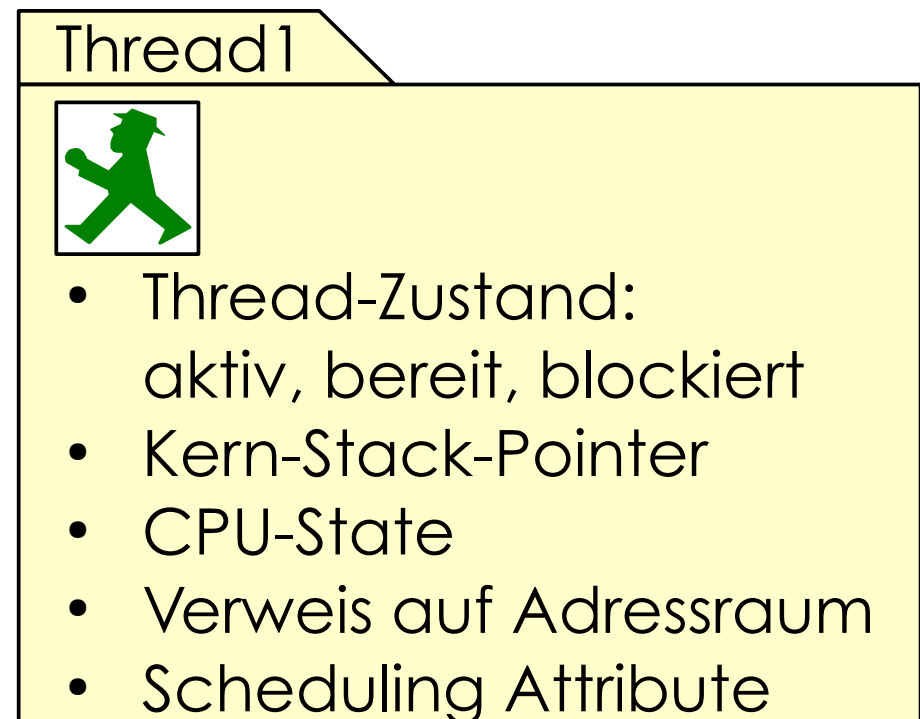 Thread1
• Thread-Zustand:
aktiv, bereit, blockiert
• Kern-Stack-Pointer
• CPU-State
• Verweis auf Adressraum
• Scheduling Attribute